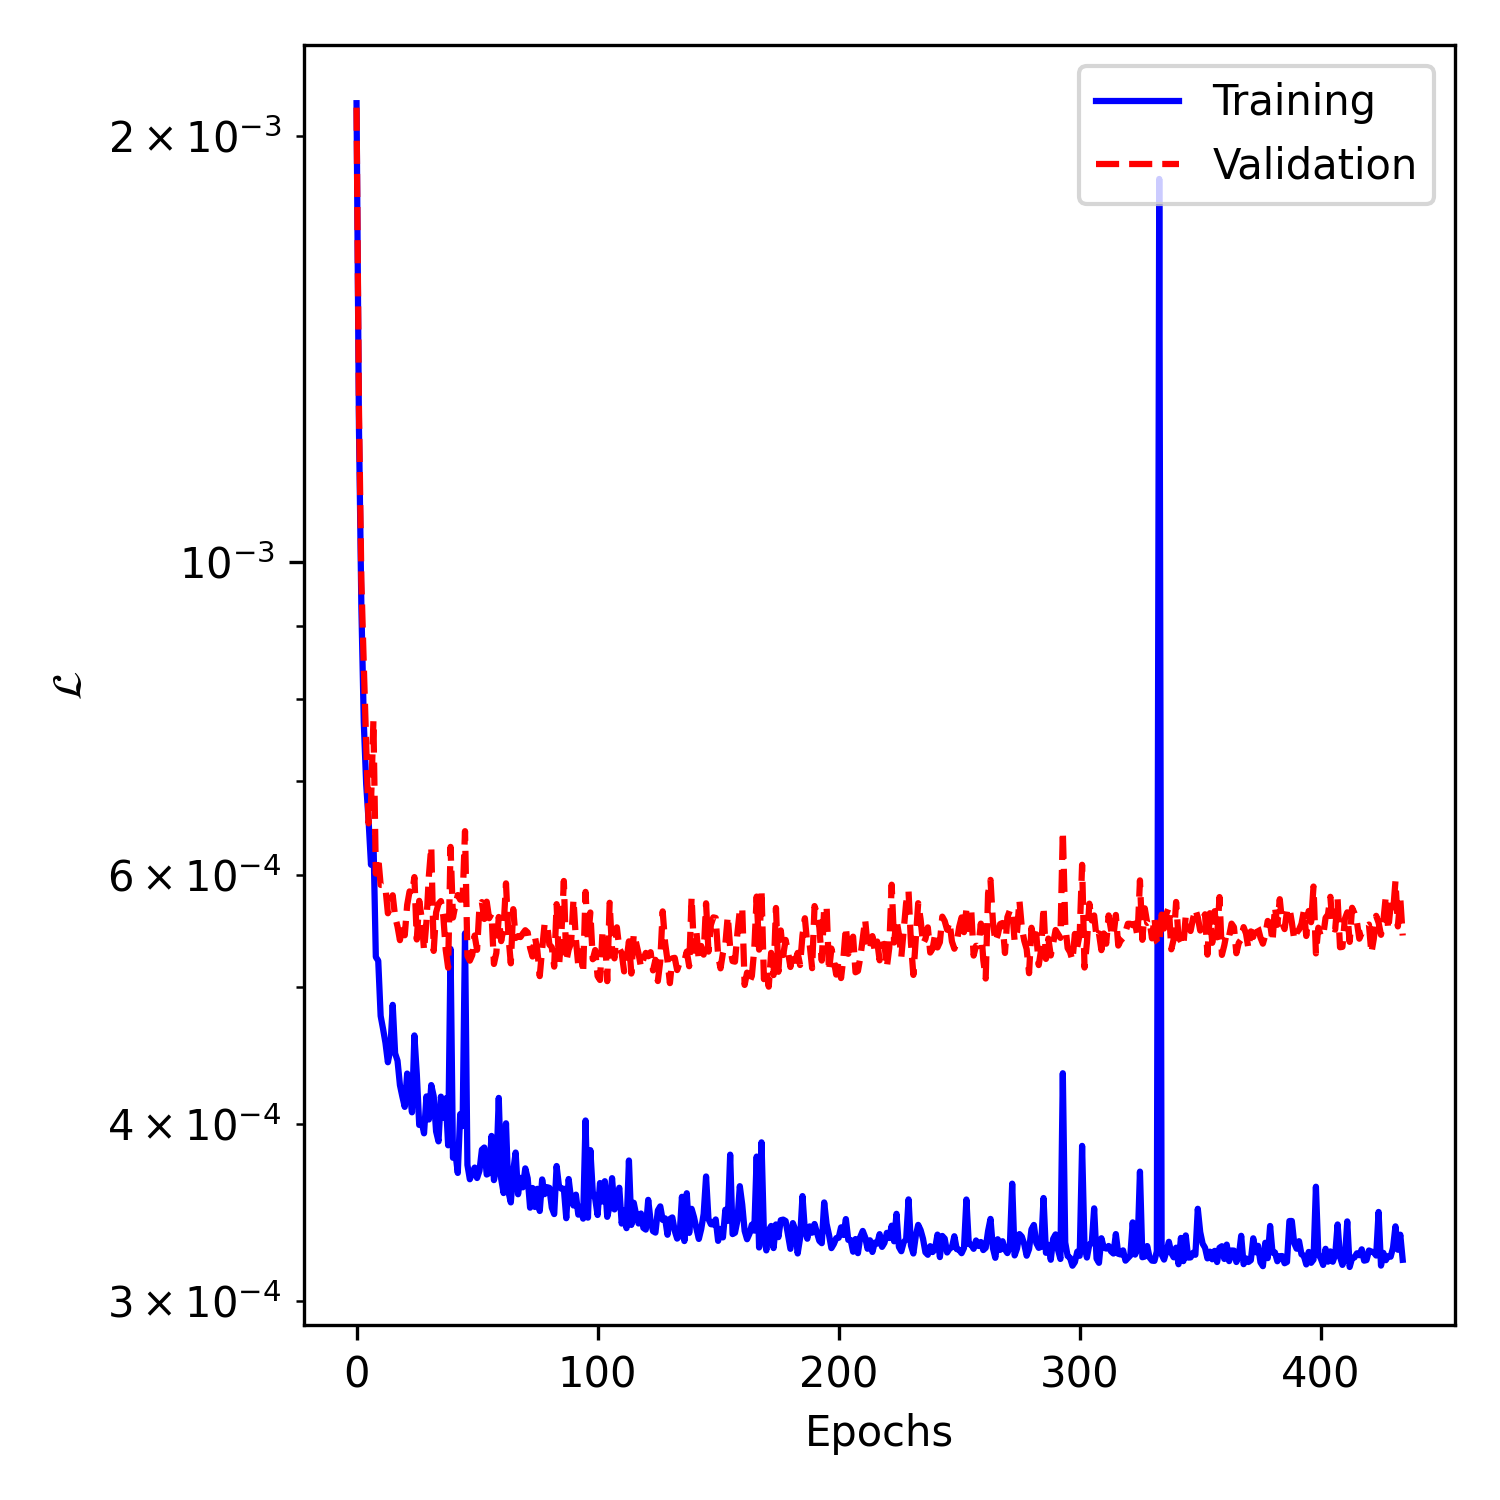 Training
Validation
2 × 10⁻³
10⁻³
6 × 10⁻⁴
4 × 10⁻⁴
3 × 10⁻⁴
ℒ
0 100 200 300 400
Epochs